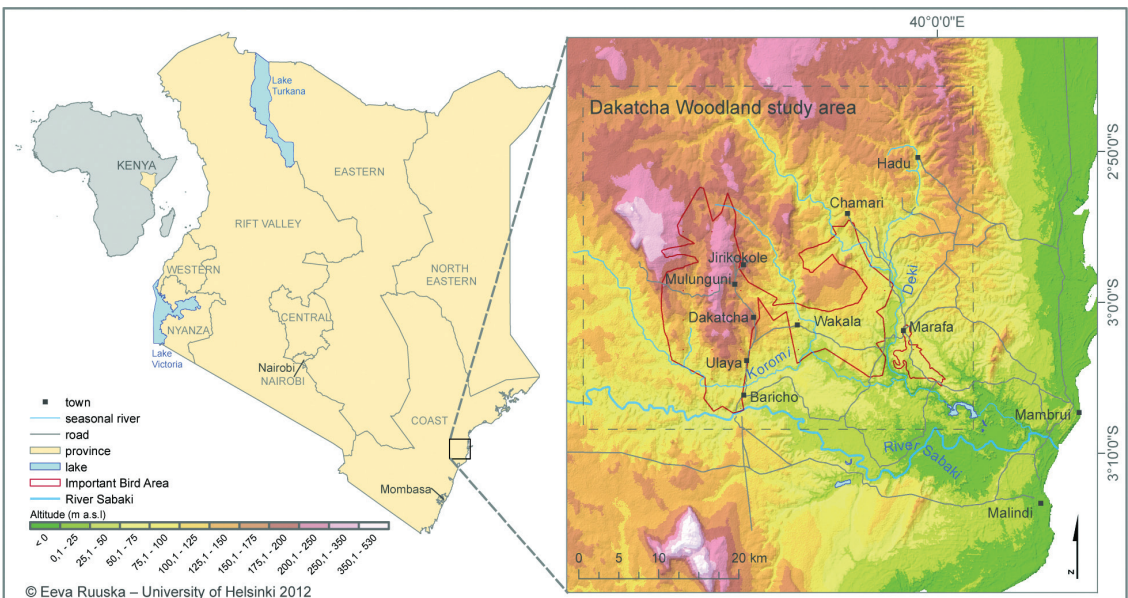 KENYA
Lake
Turkana
EASTERN
RIFT VALLEY
WESTERN
NORTH
EASTERN
CENTRAL
NYANZA
Lake
Victoria
Nairobi
NAIROBI
COAST
Mombasa
town
seasonal river
road
province
lake
Important Bird Area
River Sabaki
Altitude (m a.s.l)
< 0
0,1 - 25
25,1 - 50
50,1 - 75
75,1 - 100
100,1 - 125
125,1 - 150
150,1 - 175
175,1 - 200
200,1 - 250
250,1 - 350
350,1 - 530
© Eeva Ruuska – University of Helsinki 2012
40°0'0"E
Dakatcha Woodland study area
Hadu
2°50'0"S
Chamari
Jirikokole
Mulunguni
Deki
3°0'0"S
Dakatcha
Wakala
Marafa
Ulaya
Koromi
Baricho
Mambrui
River Sabaki
3°10'0"S
Malindi
0 5 10 20 km
N